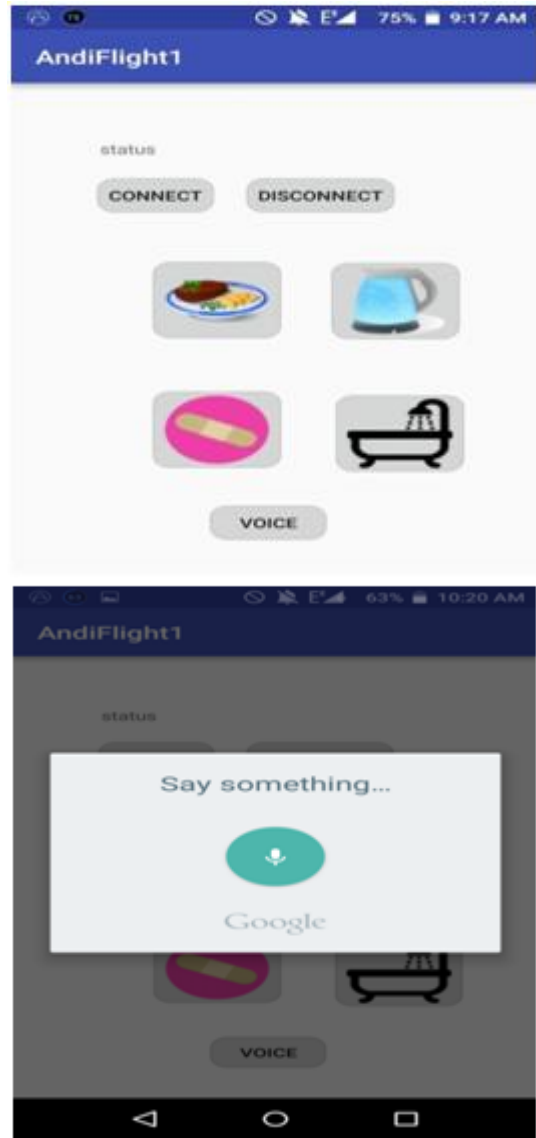 75% 9:17 AM
AndiFlight1
status
CONNECT DISCONNECT
VOICE
63% 10:20 AM
AndiFlight1
status
Say something...
Google
VOICE